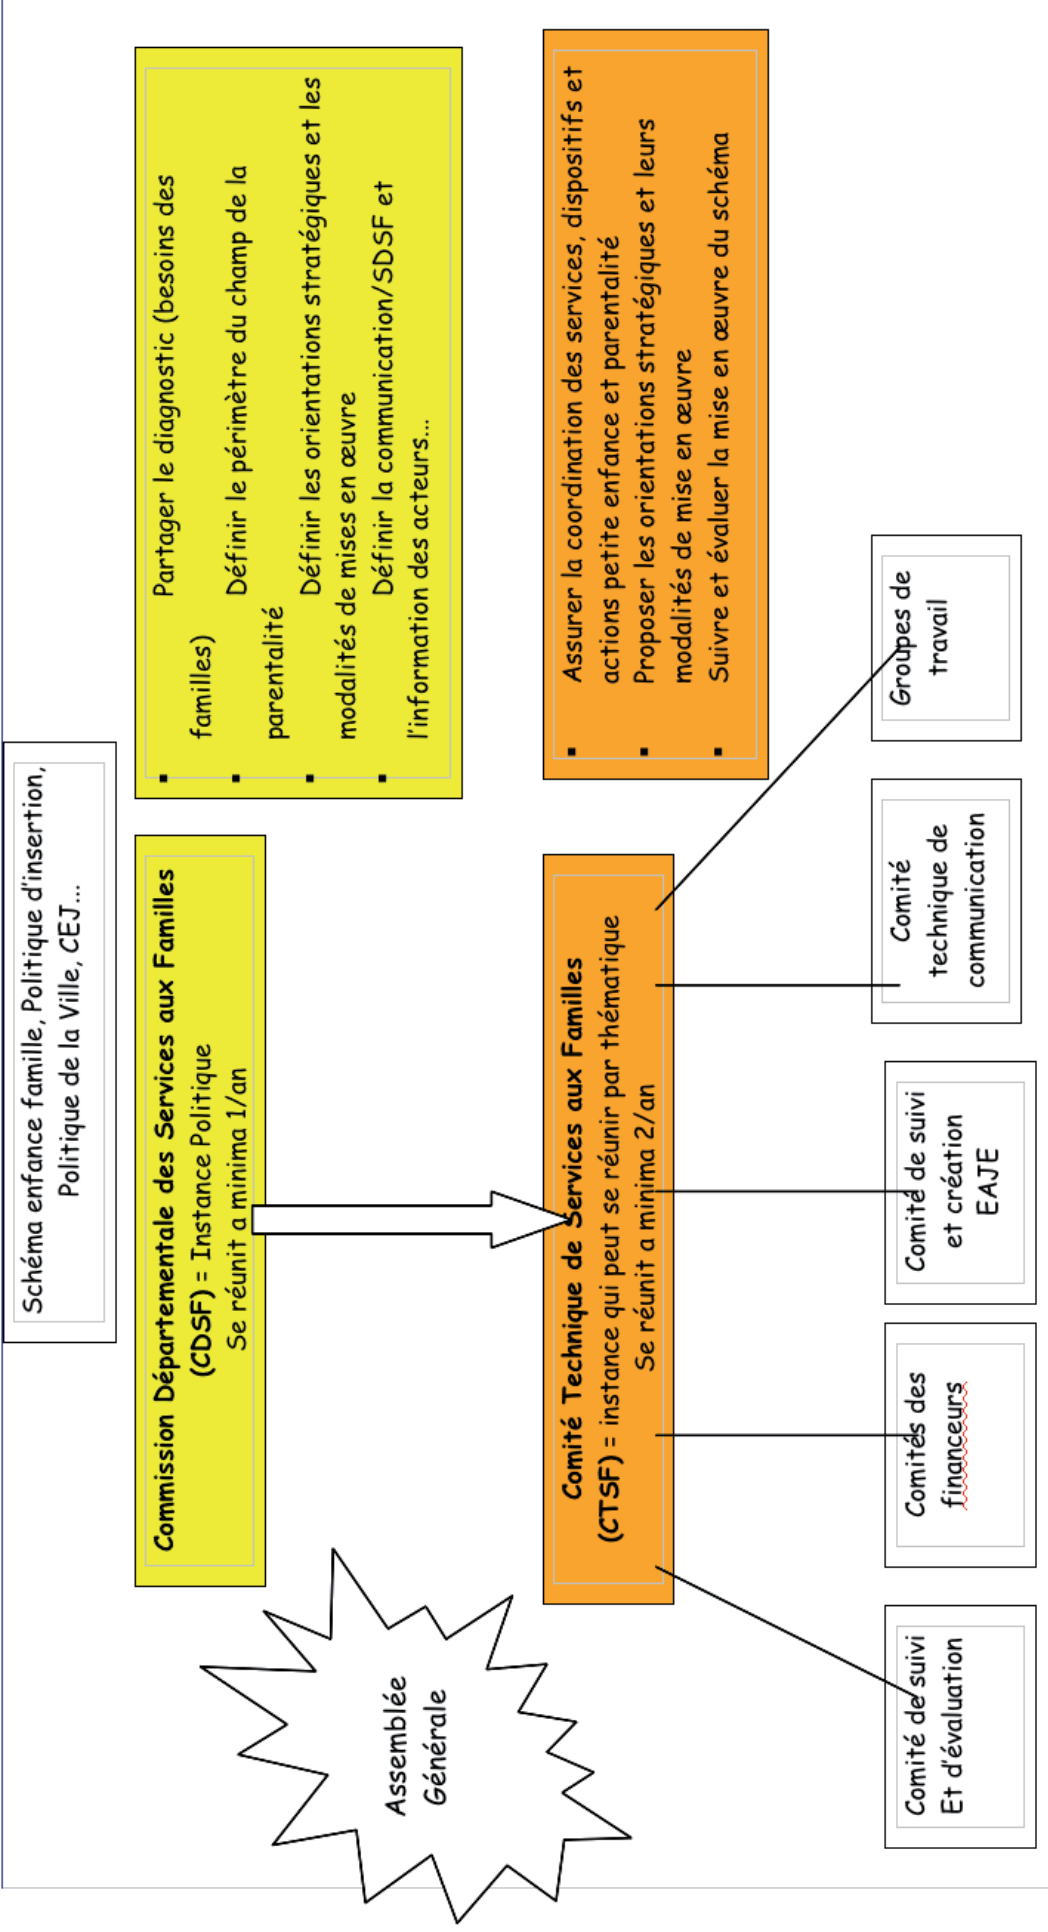 Schéma enfance famille, Politique d'insertion,
Politique de la Ville, CEJ...
Commission Départementale des Services aux Familles
(CDSF) = Instance Politique
Se réunit a minima 1/an
▪ Partager le diagnostic (besoins des
familles)
▪ Définir le périmètre du champ de la
parentalité
▪ Définir les orientations stratégiques et les
modalités de mises en œuvre
▪ Définir la communication/SDSF et
l'information des acteurs...
Assemblée
Générale
Comité Technique de Services aux Familles
(CTSF) = instance qui peut se réunir par thématique
Se réunit a minima 2/an
▪ Assurer la coordination des services, dispositifs et
actions petite enfance et parentalité
▪ Proposer les orientations stratégiques et leurs
modalités de mise en œuvre
▪ Suivre et évaluer la mise en œuvre du schéma
Comité de suivi
Et d'évaluation
Comités des
financeurs
Comité de suivi
et création
EAJE
Comité
technique de
communication
Groupes de
travail